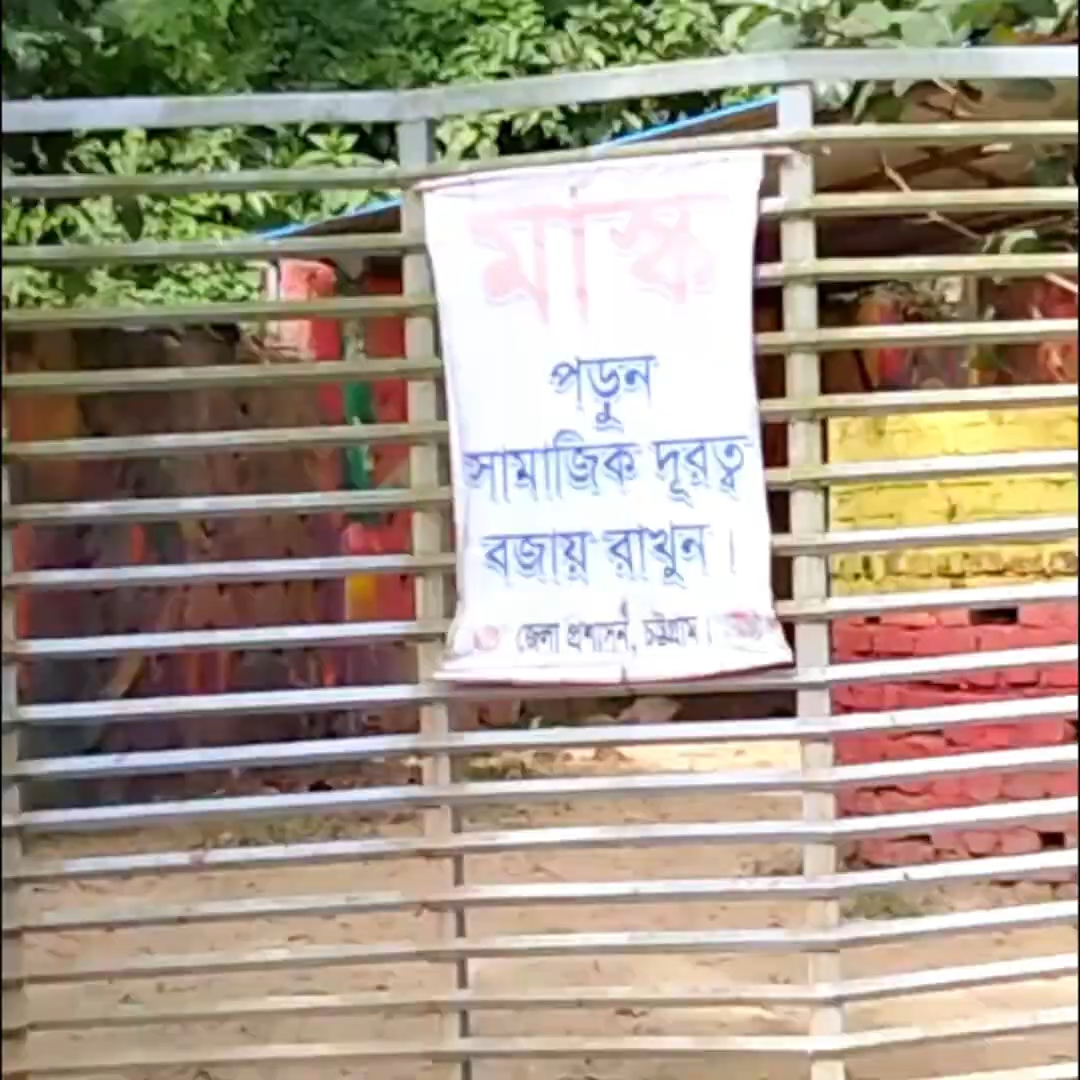 মাস্ক
পড়ুন
সামাজিক দূরত্ব
বজায় রাখুন।
জেলা প্রশাসন, চট্টগ্রাম।